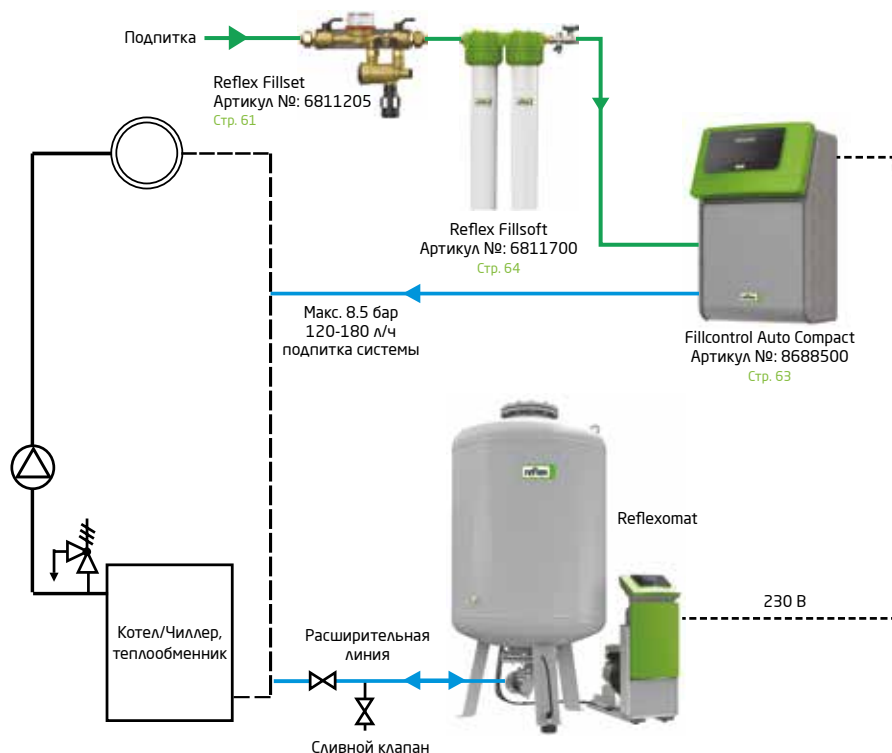 Подпитка
Reflex Fillset
Артикул №: 6811205
Стр. 61
Reflex Fillsoft
Артикул №: 6811700
Стр. 64
Макс. 8.5 бар
120-180 л/ч
подпитка системы
Fillcontrol Auto Compact
Артикул №: 8688500
Стр. 63
reflex
Reflexomat
230 В
Котел/Чиллер,
теплообменник
Расширительная
линия
Сливной клапан